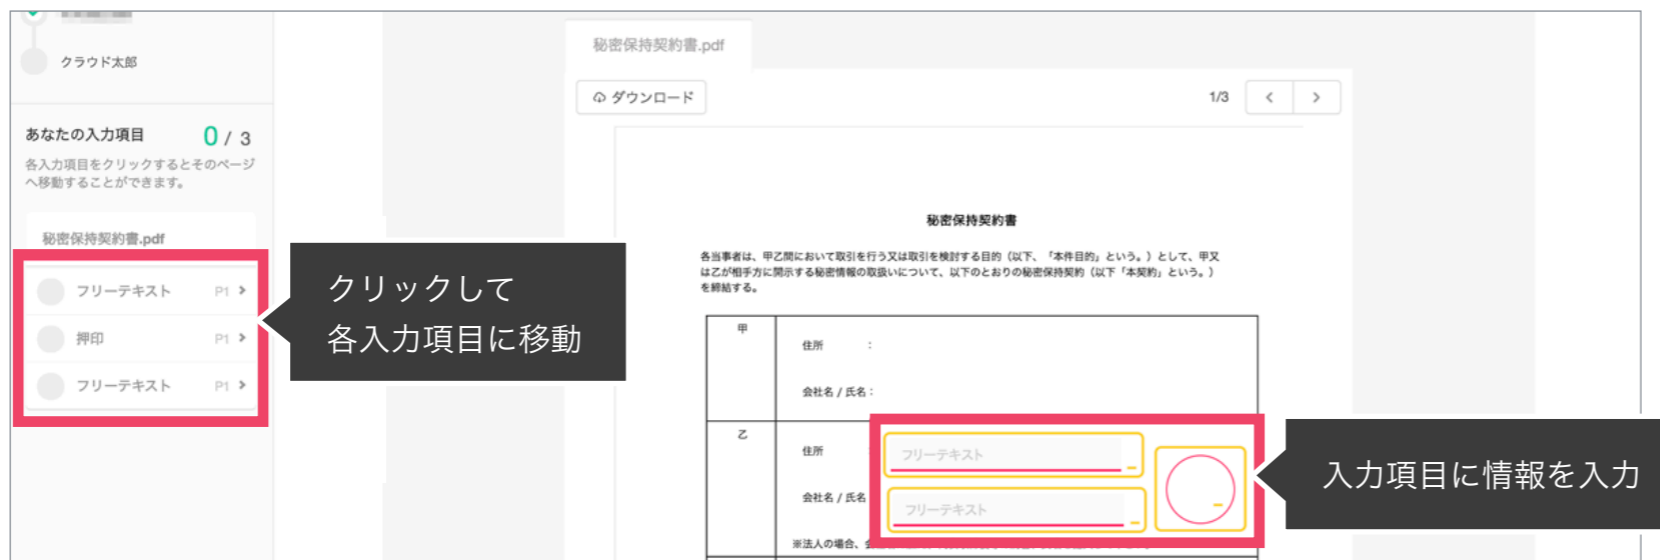 クラウド太郎
あなたの入力項目 0 / 3
各入力項目をクリックするとそのページ
へ移動することができます。
秘密保持契約書.pdf
フリーテキスト P1
押印 P1
フリーテキスト P1
クリックして
各入力項目に移動
秘密保持契約書.pdf
ダウンロード
1/3
秘密保持契約書
各当事者は、甲乙間において取引を行う又は取引を検討する目的(以下、「本件目的」という。)として、甲又
は乙が相手方に開示する秘密情報の取扱いについて、以下のとおりの秘密保持契約(以下「本契約」という。)
を締結する。
甲
住所 :
会社名 / 氏名:
乙
住所 :
フリーテキスト
会社名 / 氏名
フリーテキスト
※法人の場合、
入力項目に情報を入力